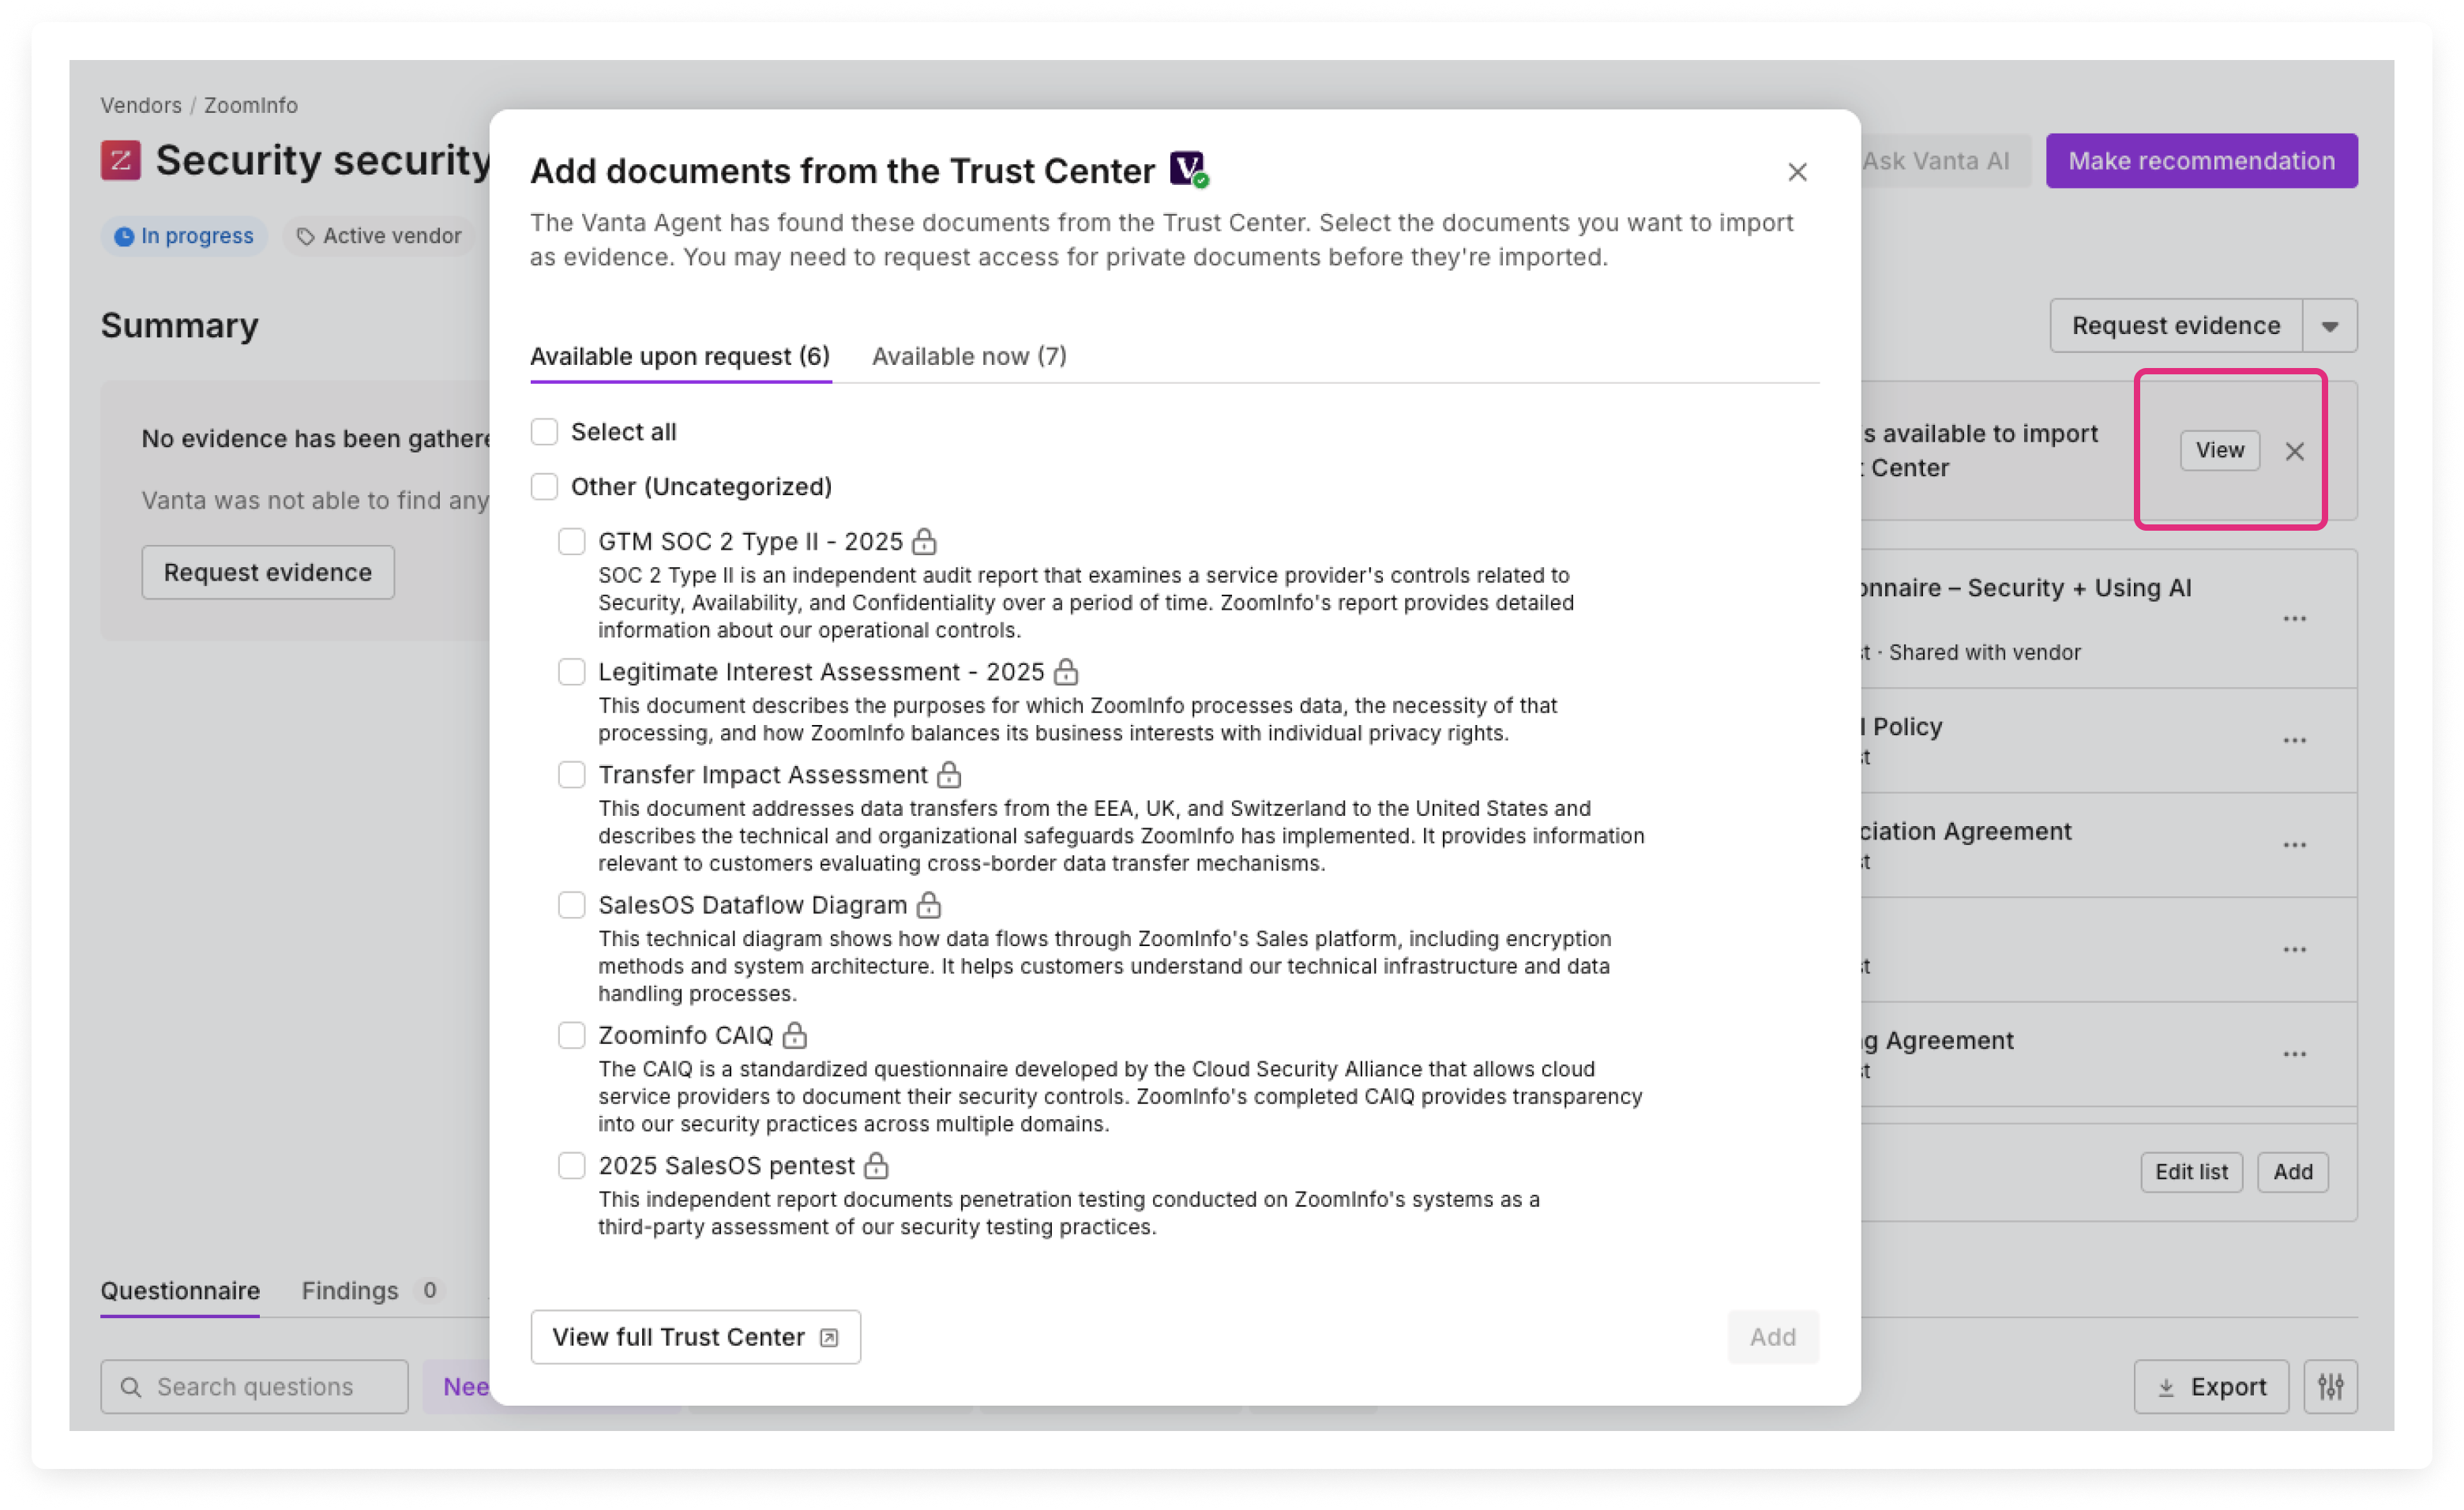 Vendors / ZoomInfo
Security security
Ask Vanta AI
Make recommendation
In progress
Active vendor
Summary
Request evidence
No evidence has been
Vanta was not able to find any
Request evidence
s available to import
Center
View
Add documents from the Trust Center
The Vanta Agent has found these documents from the Trust Center. Select the documents you want to import
as evidence. You may need to request access for private documents before they're imported.
Available upon request (6)
Available now (7)
Select all
Other (Uncategorized)
GTM SOC 2 Type II - 2025
SOC 2 Type II is an independent audit report that examines a service provider's controls related to
Security, Availability, and Confidentiality over a period of time. ZoomInfo's report provides detailed
information about our operational controls.
Legitimate Interest Assessment - 2025
This document describes the purposes for which ZoomInfo processes data, the necessity of that
processing, and how ZoomInfo balances its business interests with individual privacy rights.
Transfer Impact Assessment
This document addresses data transfers from the EEA, UK, and Switzerland to the United States and
describes the technical and organizational safeguards ZoomInfo has implemented. It provides information
relevant to customers evaluating cross-border data transfer mechanisms.
SalesOS Dataflow Diagram
This technical diagram shows how data flows through ZoomInfo's Sales platform, including encryption
methods and system architecture. It helps customers understand our technical infrastructure and data
handling processes.
Zoominfo CAIQ
The CAIQ is a standardized questionnaire developed by the Cloud Security Alliance that allows cloud
service providers to document their security controls. ZoomInfo's completed CAIQ provides transparency
into our security practices across multiple domains.
2025 SalesOS pentest
This independent report documents penetration testing conducted on ZoomInfo's systems as a
third-party assessment of our security testing practices.
View full Trust Center
Add
onnaire – Security + Using AI
st · Shared with vendor
l Policy
st
ciation Agreement
st
st
g Agreement
st
Edit list
Add
Questionnaire
Findings 0
Search questions
Nee
Export